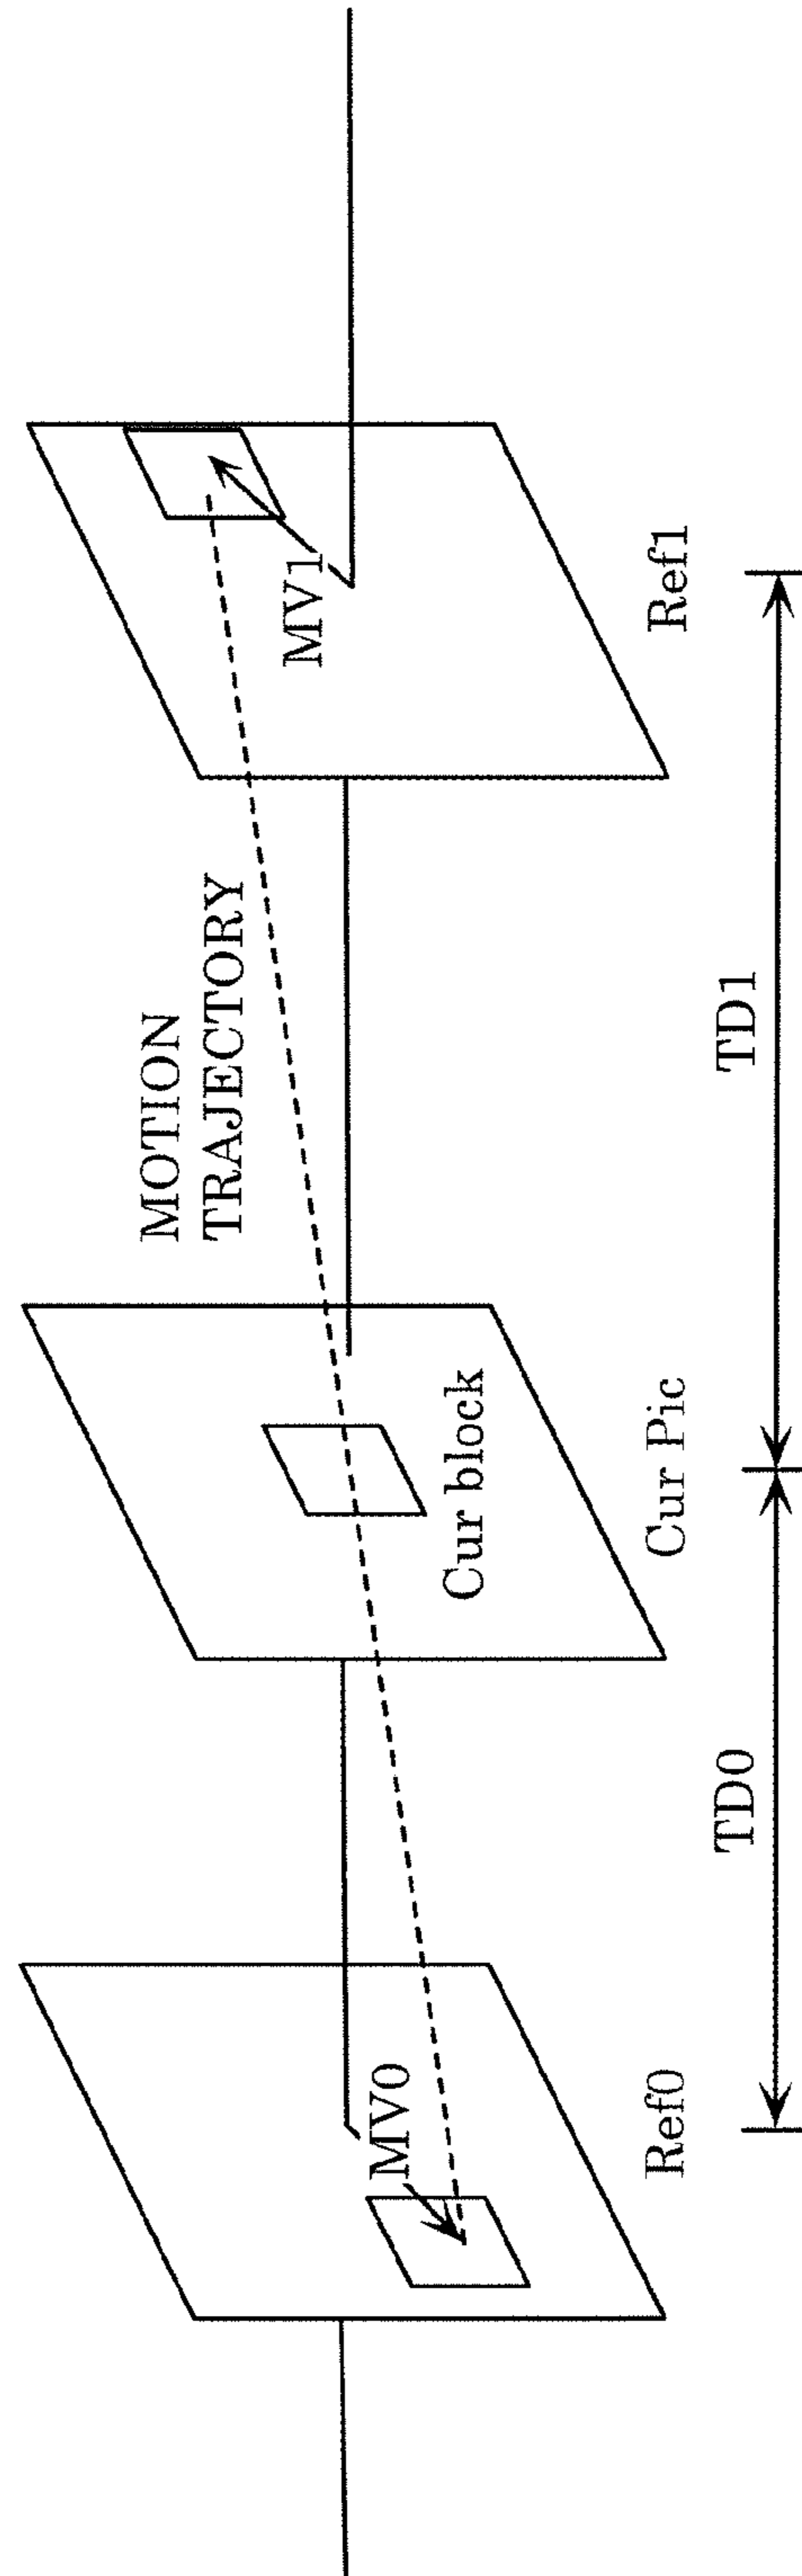 MOTION
TRAJECTORY
MV0
MV1
Cur block
Ref0
Cur Pic
Ref1
TD0
TD1